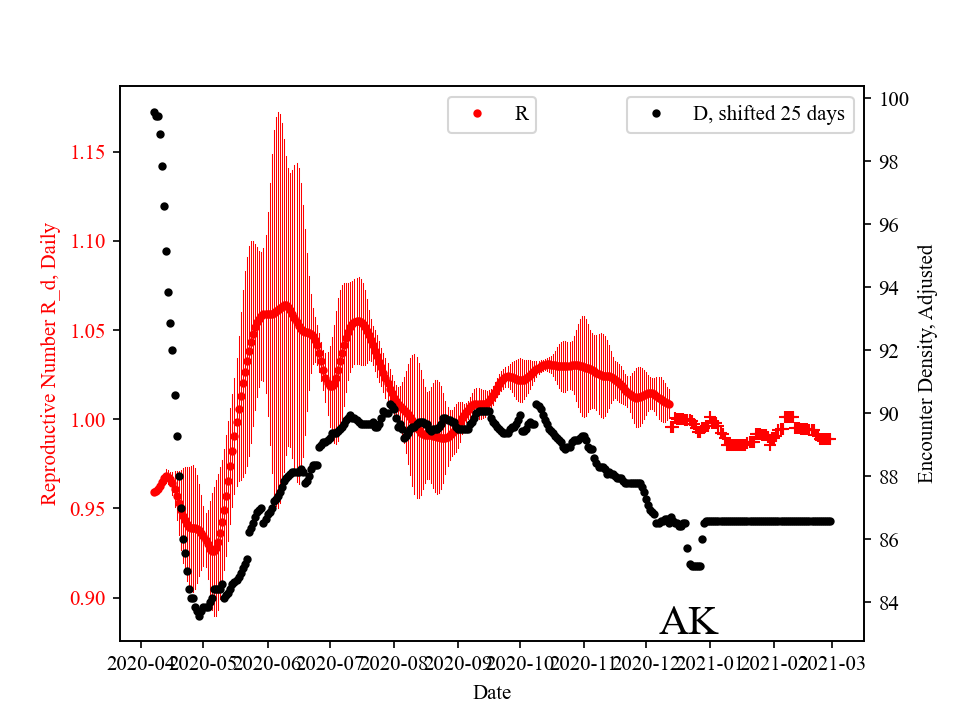 R
D, shifted 25 days
1.15
1.10
1.05
1.00
0.95
0.90
Reproductive Number R_d, Daily
100
98
96
94
92
90
88
86
84
Encounter Density, Adjusted
AK
2020-04 2020-05 2020-06 2020-07 2020-08 2020-09 2020-10 2020-11 2020-12 2021-01 2021-02 2021-03
Date